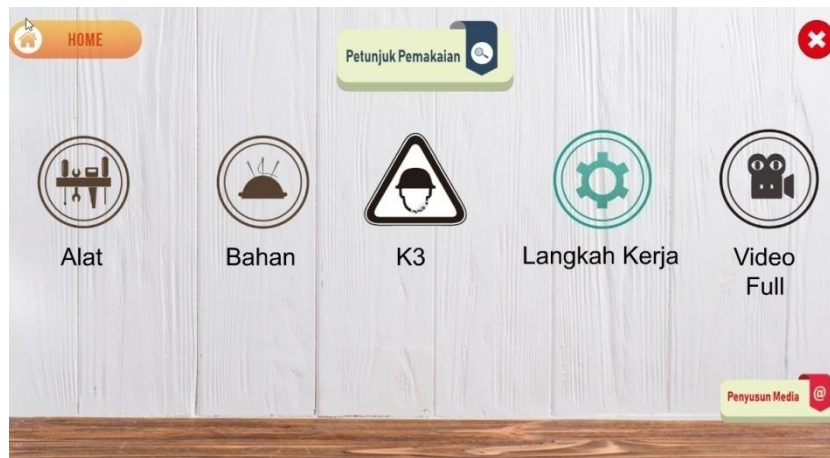 HOME
Petunjuk Pemakaian
Alat
Bahan
K3
Langkah Kerja
Video
Full
Penyusun Media
@